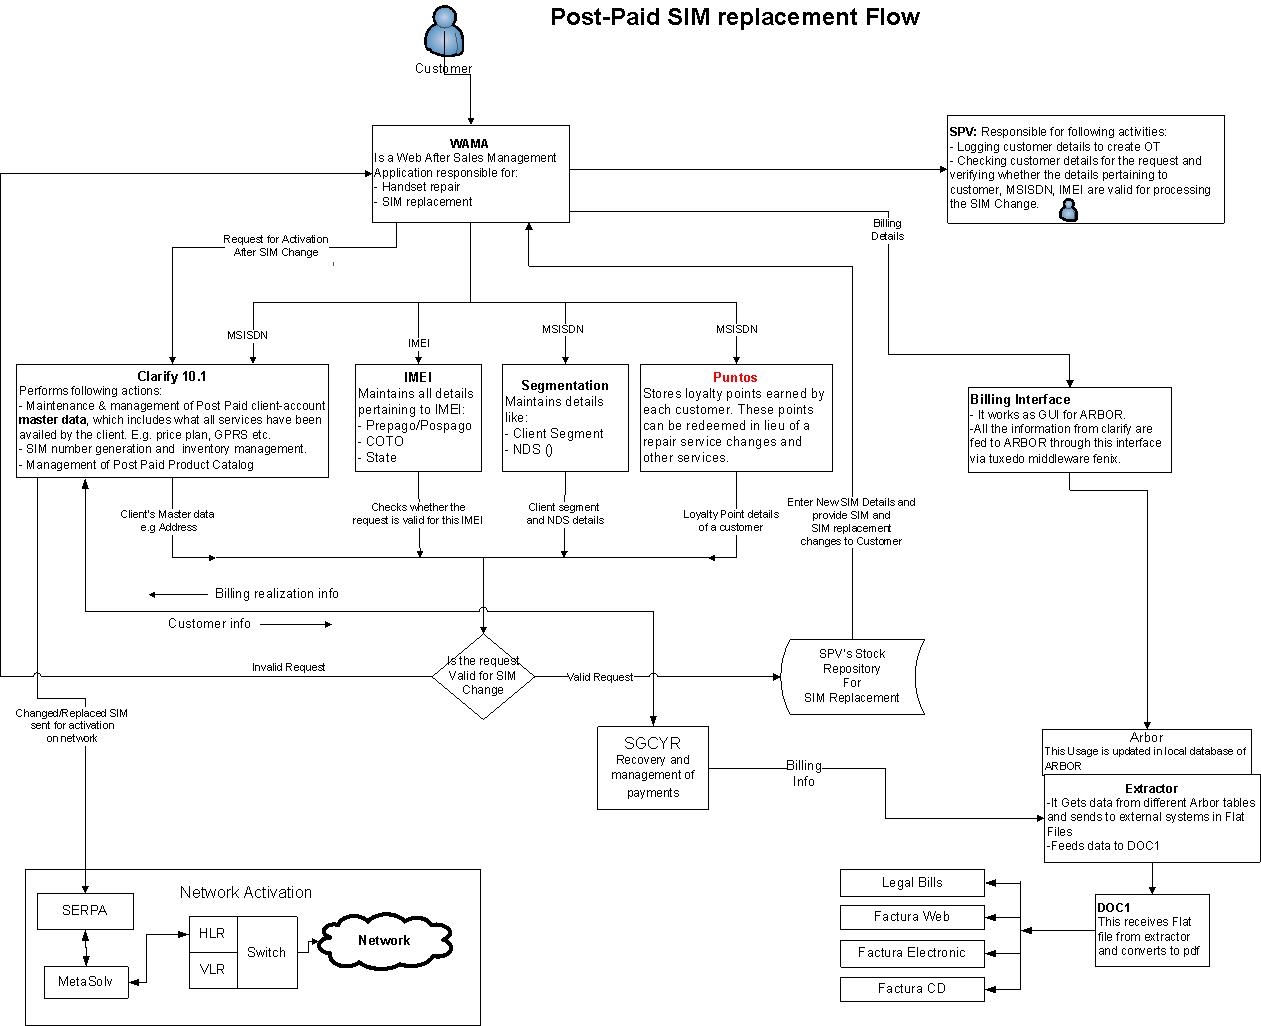 Post-Paid SIM replacement Flow
Customer
WAMA
Is a Web After Sales Management
Application responsible for:
- Handset repair
- SIM replacement
SPV: Responsible for following activities:
- Logging customer details to create OT
- Checking customer details for the request and
verifying whether the details pertaining to
customer, MSISDN, IMEI are valid for processing
the SIM Change.
Billing
Details
Request for Activation
After SIM Change
MSISDN
IMEI
MSISDN
MSISDN
Clarify 10.1
Performs following actions:
- Maintenance & management of Post Paid client-account
master data, which includes what all services have been
availed by the client. E.g. price plan, GPRS etc.
- SIM number generation and inventory management.
- Management of Post Paid Product Catalog
IMEI
Maintains all details
pertaining to IMEI:
- Prepago/Pospago
- COTO
- State
Segmentation
Maintains details
like:
- Client Segment
- NDS ()
Puntos
Stores loyalty points earned by
each customer. These points
can be redeemed in lieu of a
repair service changes and
other services.
Billing Interface
- It works as GUI for ARBOR.
-All the information from clarify are
fed to ARBOR through this interface
via tuxedo middleware fenix.
Client's Master data
e.g Address
Checks whether the
request is valid for this IMEI
Client segment
and NDS details
Loyalty Point details
of a customer
Enter New SIM Details and
provide SIM and
SIM replacement
changes to Customer
Billing realization info
Customer info
Invalid Request
Is the request
Valid for SIM
Change
Valid Request
SPV's Stock
Repository
For
SIM Replacement
Changed/Replaced SIM
sent for activation
on network
SGCYR
Recovery and
management of
payments
Billing
Info
Arbor
This Usage is updated in local database of
ARBOR
Extractor
-It Gets data from different Arbor tables
and sends to external systems in Flat
Files
-Feeds data to DOC1
DOC1
This receives Flat
file from extractor
and converts to pdf
Legal Bills
Factura Web
Factura Electronic
Factura CD
Network Activation
SERPA
MetaSolv
HLR
VLR
Switch
Network